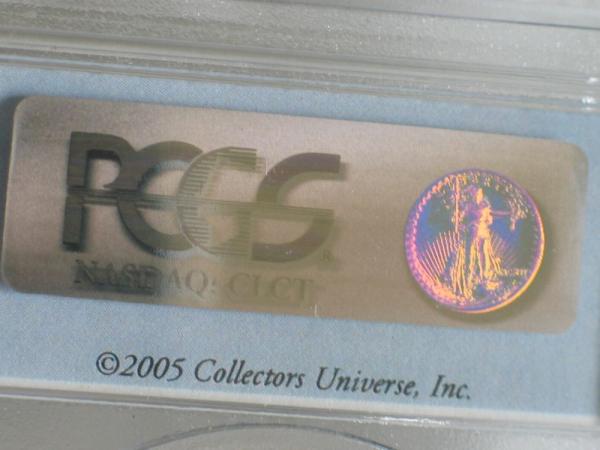 PCGS®
NASDAQ: CLCT
©2005 Collectors Universe, Inc.